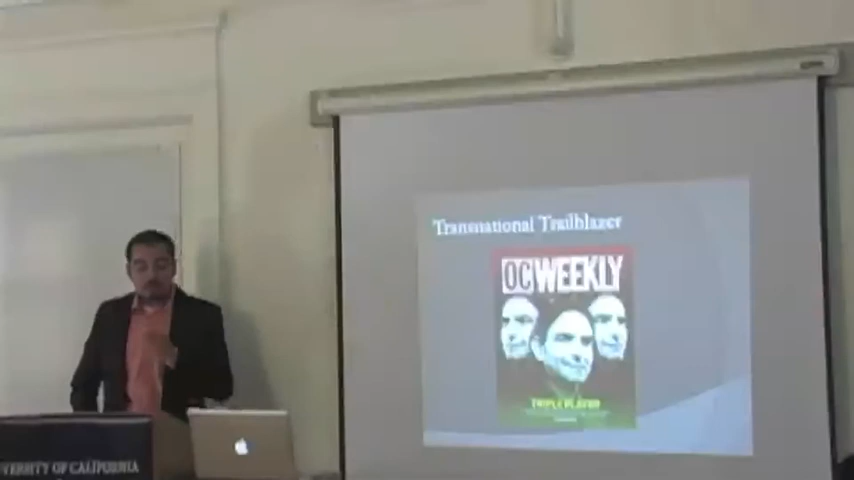 Transnational Trailblazer
OC WEEKLY
TRIPLE PLAYER
VERSITY OF CALIFORNIA